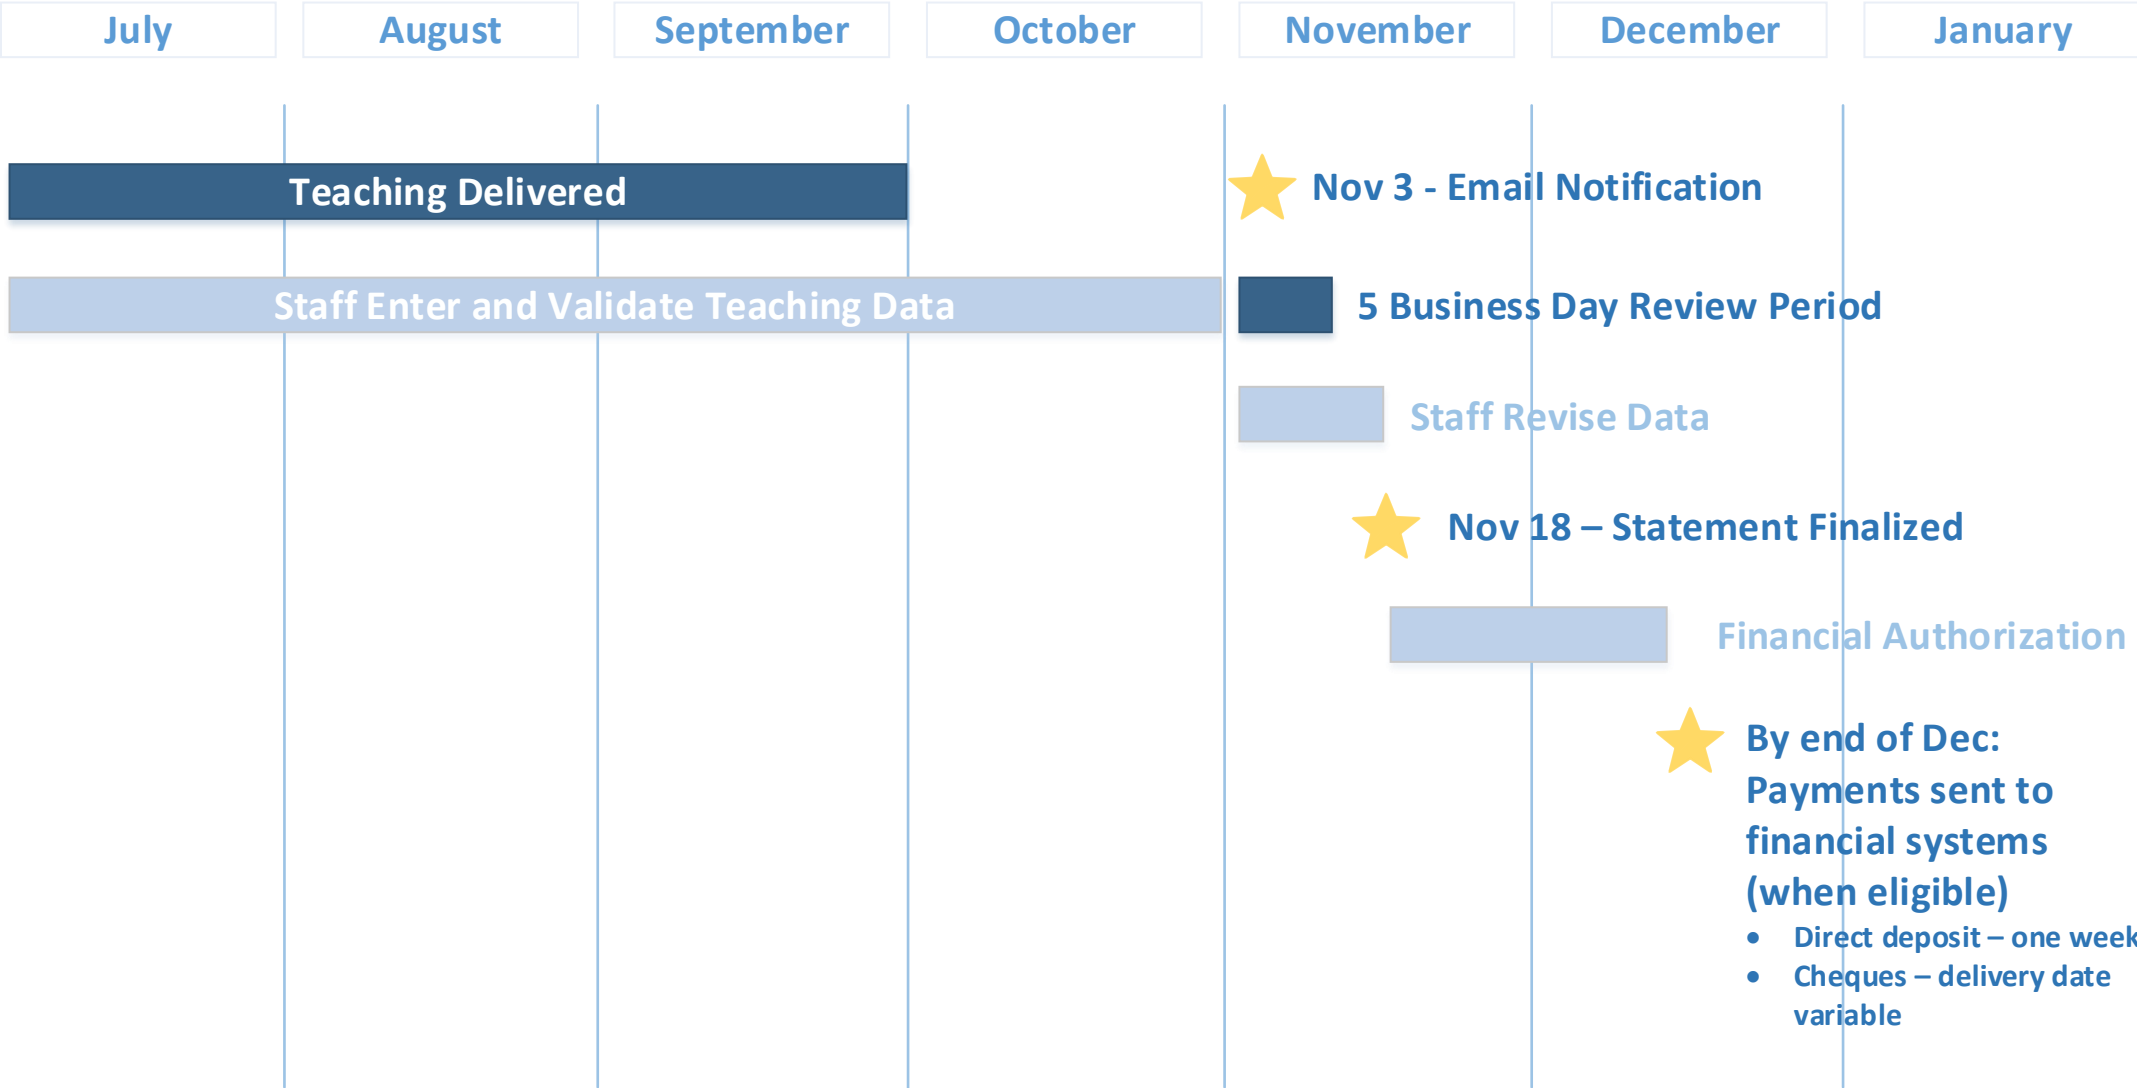 July
August
September
October
November
December
January
Teaching Delivered
Nov 3 - Email Notification
Staff Enter and Validate Teaching Data
5 Business Day Review Period
Staff Revise Data
Nov 18 – Statement Finalized
Financial Authorization
By end of Dec:
Payments sent to
financial systems
(when eligible)
• Direct deposit – one week
• Cheques – delivery date
variable